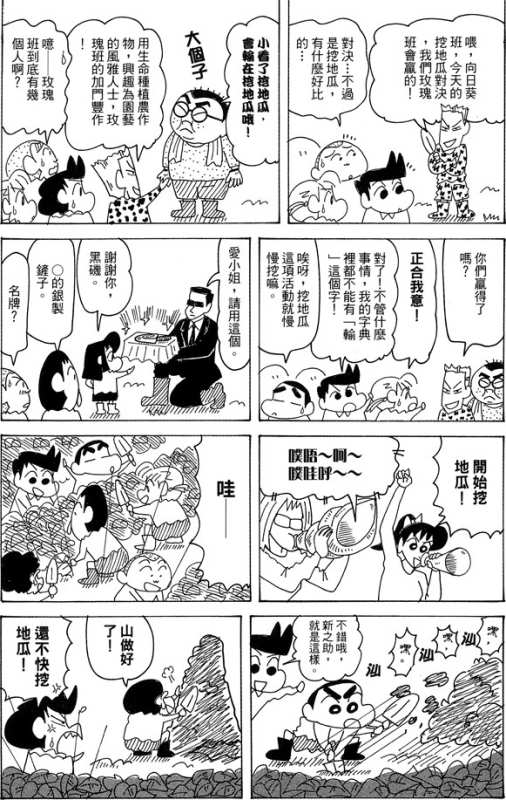 喂，向日葵
班，今天的
挖地瓜對決
，我們玫瑰
班會贏的！
對決…不過
是挖地瓜，
有什麼好比
的…
小看了挖地瓜，
會輸在挖地瓜哦！
大個子
用生命種植農作
物，興趣為園藝
的風雅人士，玫
瑰班的加門豐作
噫——玫瑰
班到底有幾
個人啊？
你們贏得了
嗎？
正合我意！
對了！不管什麼
事情，我的字典
裡都不能有「輸
」這個字！
唉呀，挖地瓜
這項活動就慢
慢挖嘛。
愛小姐，請用這個。
謝謝你，
黑磯。
○的銀製
鏟子。
名牌？
開始挖
地瓜！
噗唔～呵～
噗哇呼～～
哇——
嘿。
嘿。
嘿。
汕
汕
汕
不錯哦，
新之助，
就是這樣。
山做好
了！
還不快挖
地瓜！